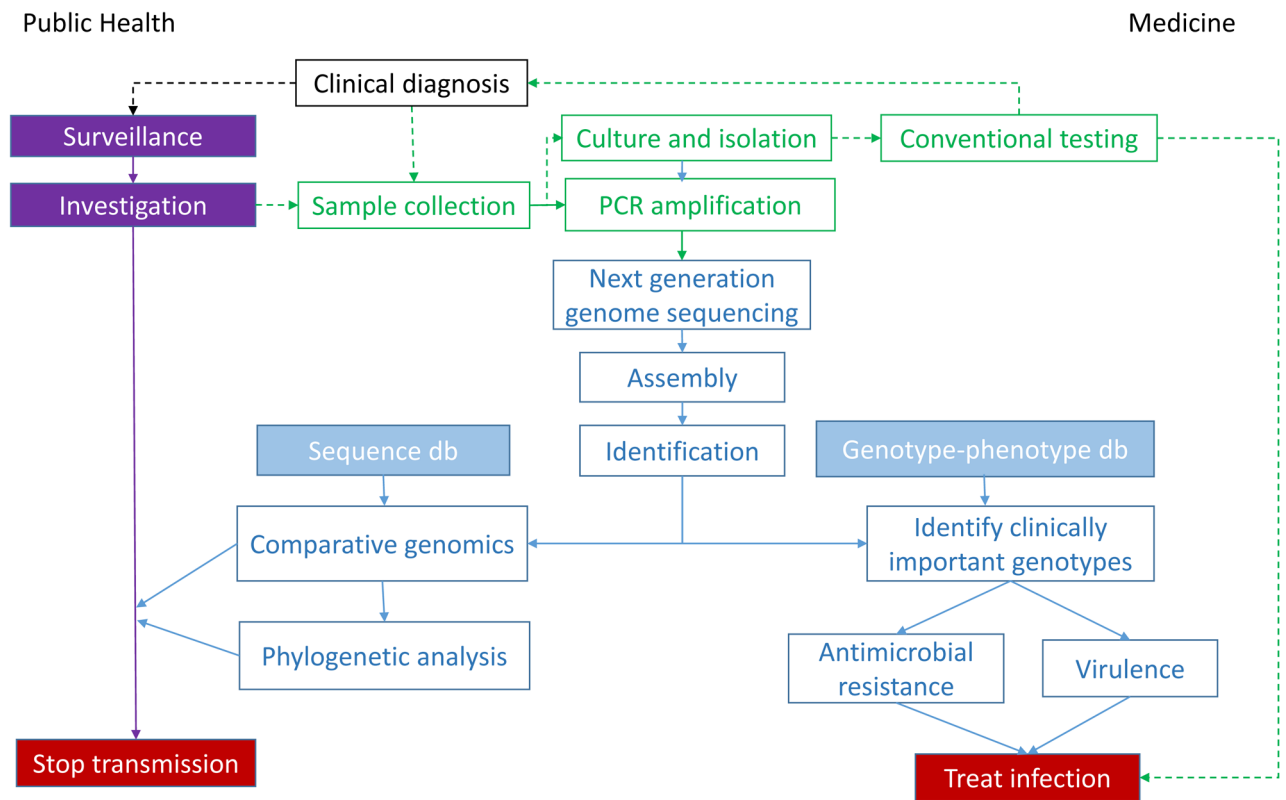 Public Health
Medicine
Clinical diagnosis
Surveillance
Culture and isolation
Conventional testing
Investigation
Sample collection
PCR amplification
Next generation
genome sequencing
Assembly
Sequence db
Identification
Genotype-phenotype db
Comparative genomics
Identify clinically
important genotypes
Phylogenetic analysis
Antimicrobial
resistance
Virulence
Stop transmission
Treat infection